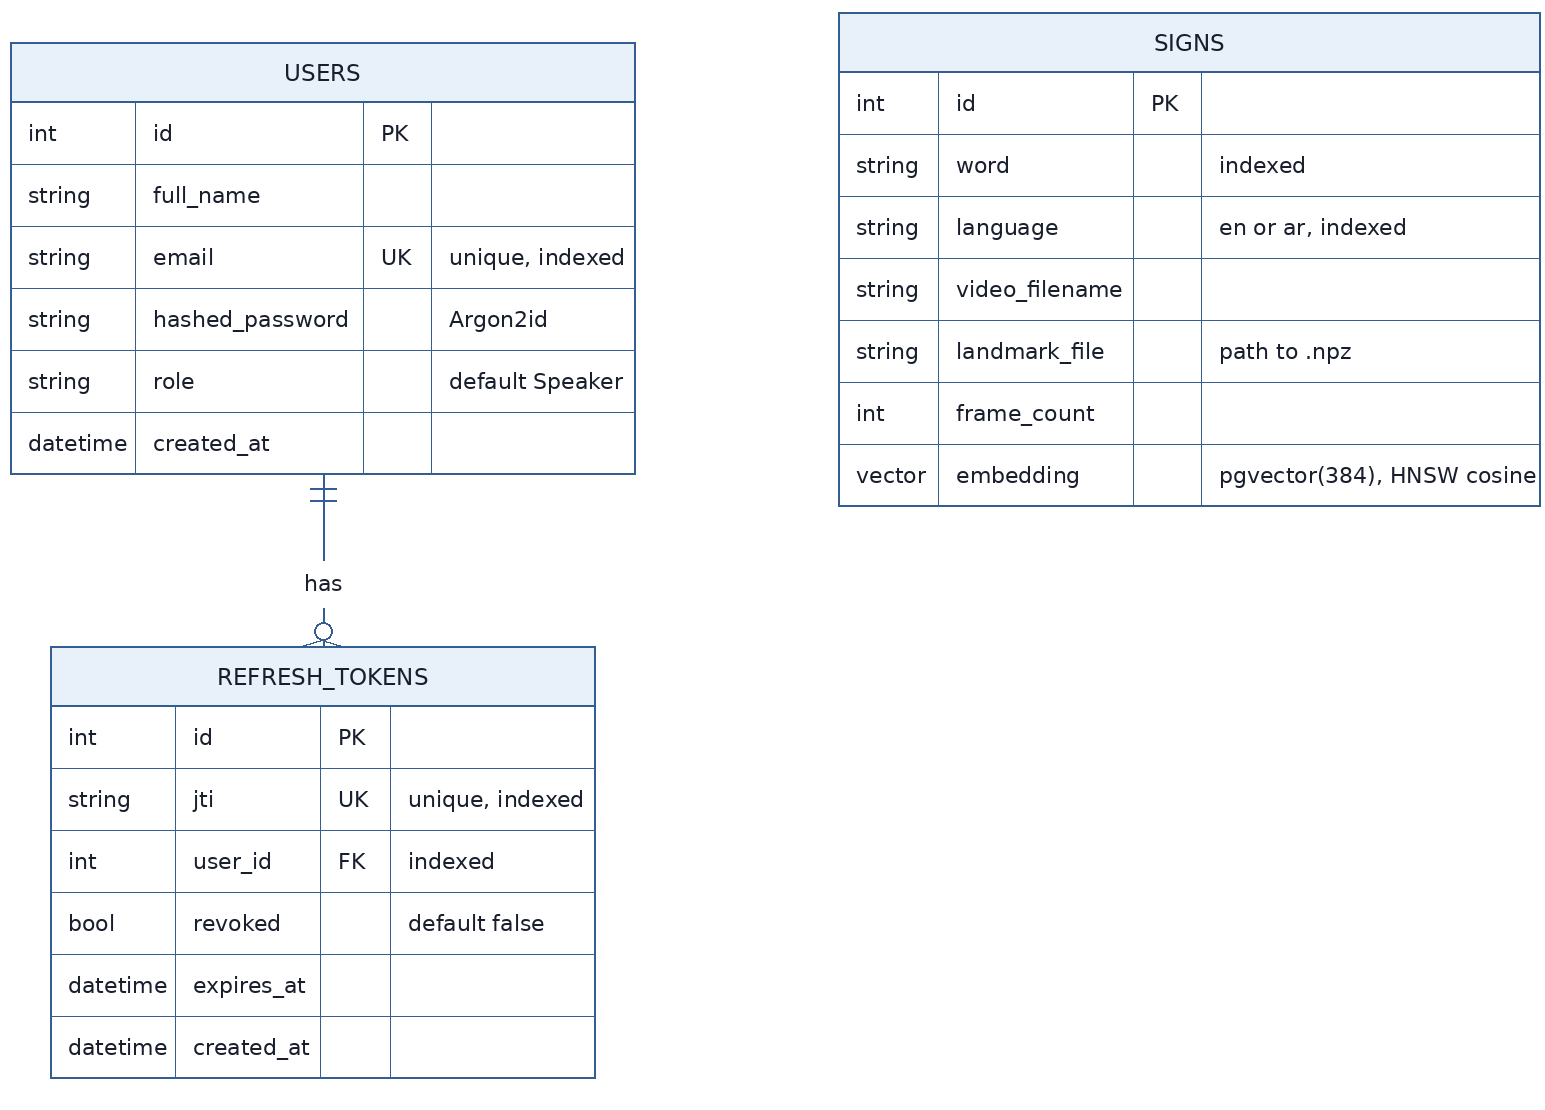 USERS
int id PK
string full_name
string email UK unique, indexed
string hashed_password Argon2id
string role default Speaker
datetime created_at
has
REFRESH_TOKENS
int id PK
string jti UK unique, indexed
int user_id FK indexed
bool revoked default false
datetime expires_at
datetime created_at
SIGNS
int id PK
string word indexed
string language en or ar, indexed
string video_filename
string landmark_file path to .npz
int frame_count
vector embedding pgvector(384), HNSW cosine